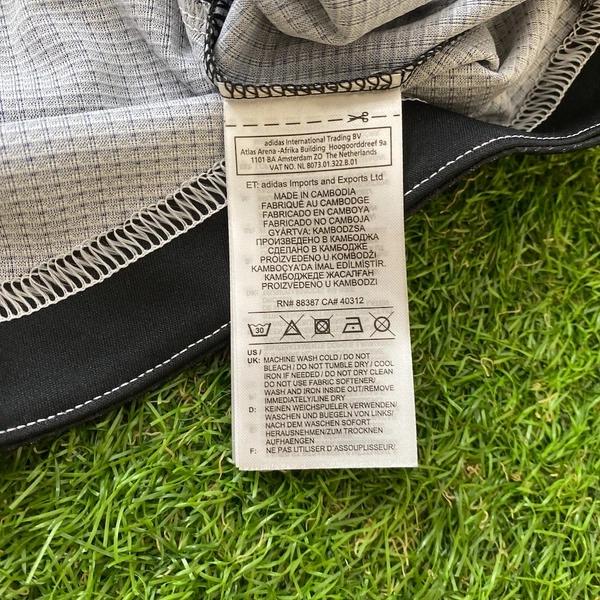 adidas International Trading BV
Atlas Arena -Afrika Building Hoogoorddreef 9a
1101 BA Amsterdam ZO The Netherlands
VAT NO. NL 8073.01.322.B.01
ET: adidas Imports and Exports Ltd
MADE IN CAMBODIA
FABRIQUÉ AU CAMBODGE
FABRICADO EN CAMBOYA
FABRICADO NO CAMBOJA
GYÁRTVA: KAMBODZSA
ПРОИЗВЕДЕНО В КАМБОДЖА
СДЕЛАНО В КАМБОДЖЕ
PROIZVEDENO U KOMBODŽI
KAMBOÇYA'DA İMAL EDİLMİŞTİR.
КАМБОДЖЕДЕ ЖАСАЛҒАН
PROIZVEDENO U KAMBODŽI
RN# 88387 CA# 40312
30
US /
UK: MACHINE WASH COLD / DO NOT
BLEACH / DO NOT TUMBLE DRY / COOL
IRON IF NEEDED / DO NOT DRY CLEAN
DO NOT USE FABRIC SOFTENER/
WASH AND IRON INSIDE OUT/REMOVE
IMMEDIATELY/LINE DRY
D: KEINEN WEICHSPUELER VERWENDEN/
WASCHEN UND BUEGELN VON LINKS/
NACH DEM WASCHEN SOFORT
HERAUSNEHMEN/ZUM TROCKNEN
AUFHAENGEN
F: NE PAS UTILISER D'ASSOUPLISSEUR/